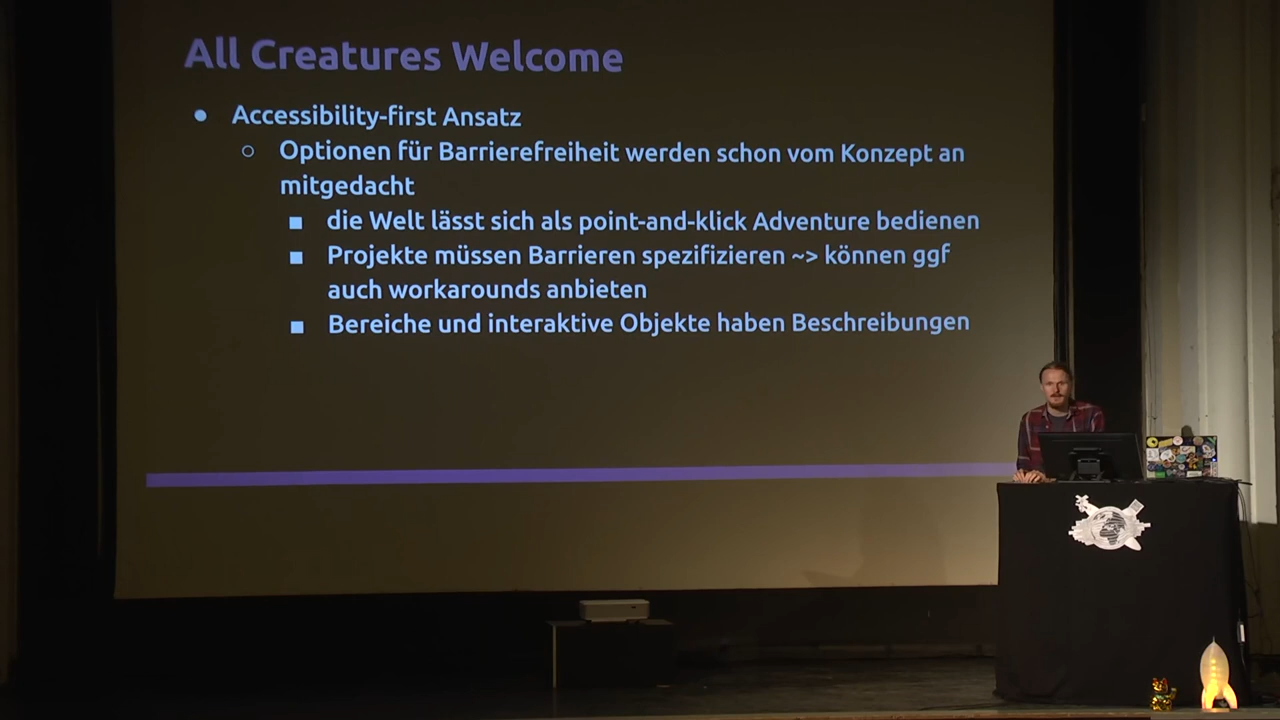 All Creatures Welcome
● Accessibility-first Ansatz
○ Optionen für Barrierefreiheit werden schon vom Konzept an
mitgedacht
■ die Welt lässt sich als point-and-klick Adventure bedienen
■ Projekte müssen Barrieren spezifizieren ~> können ggf
auch workarounds anbieten
■ Bereiche und interaktive Objekte haben Beschreibungen